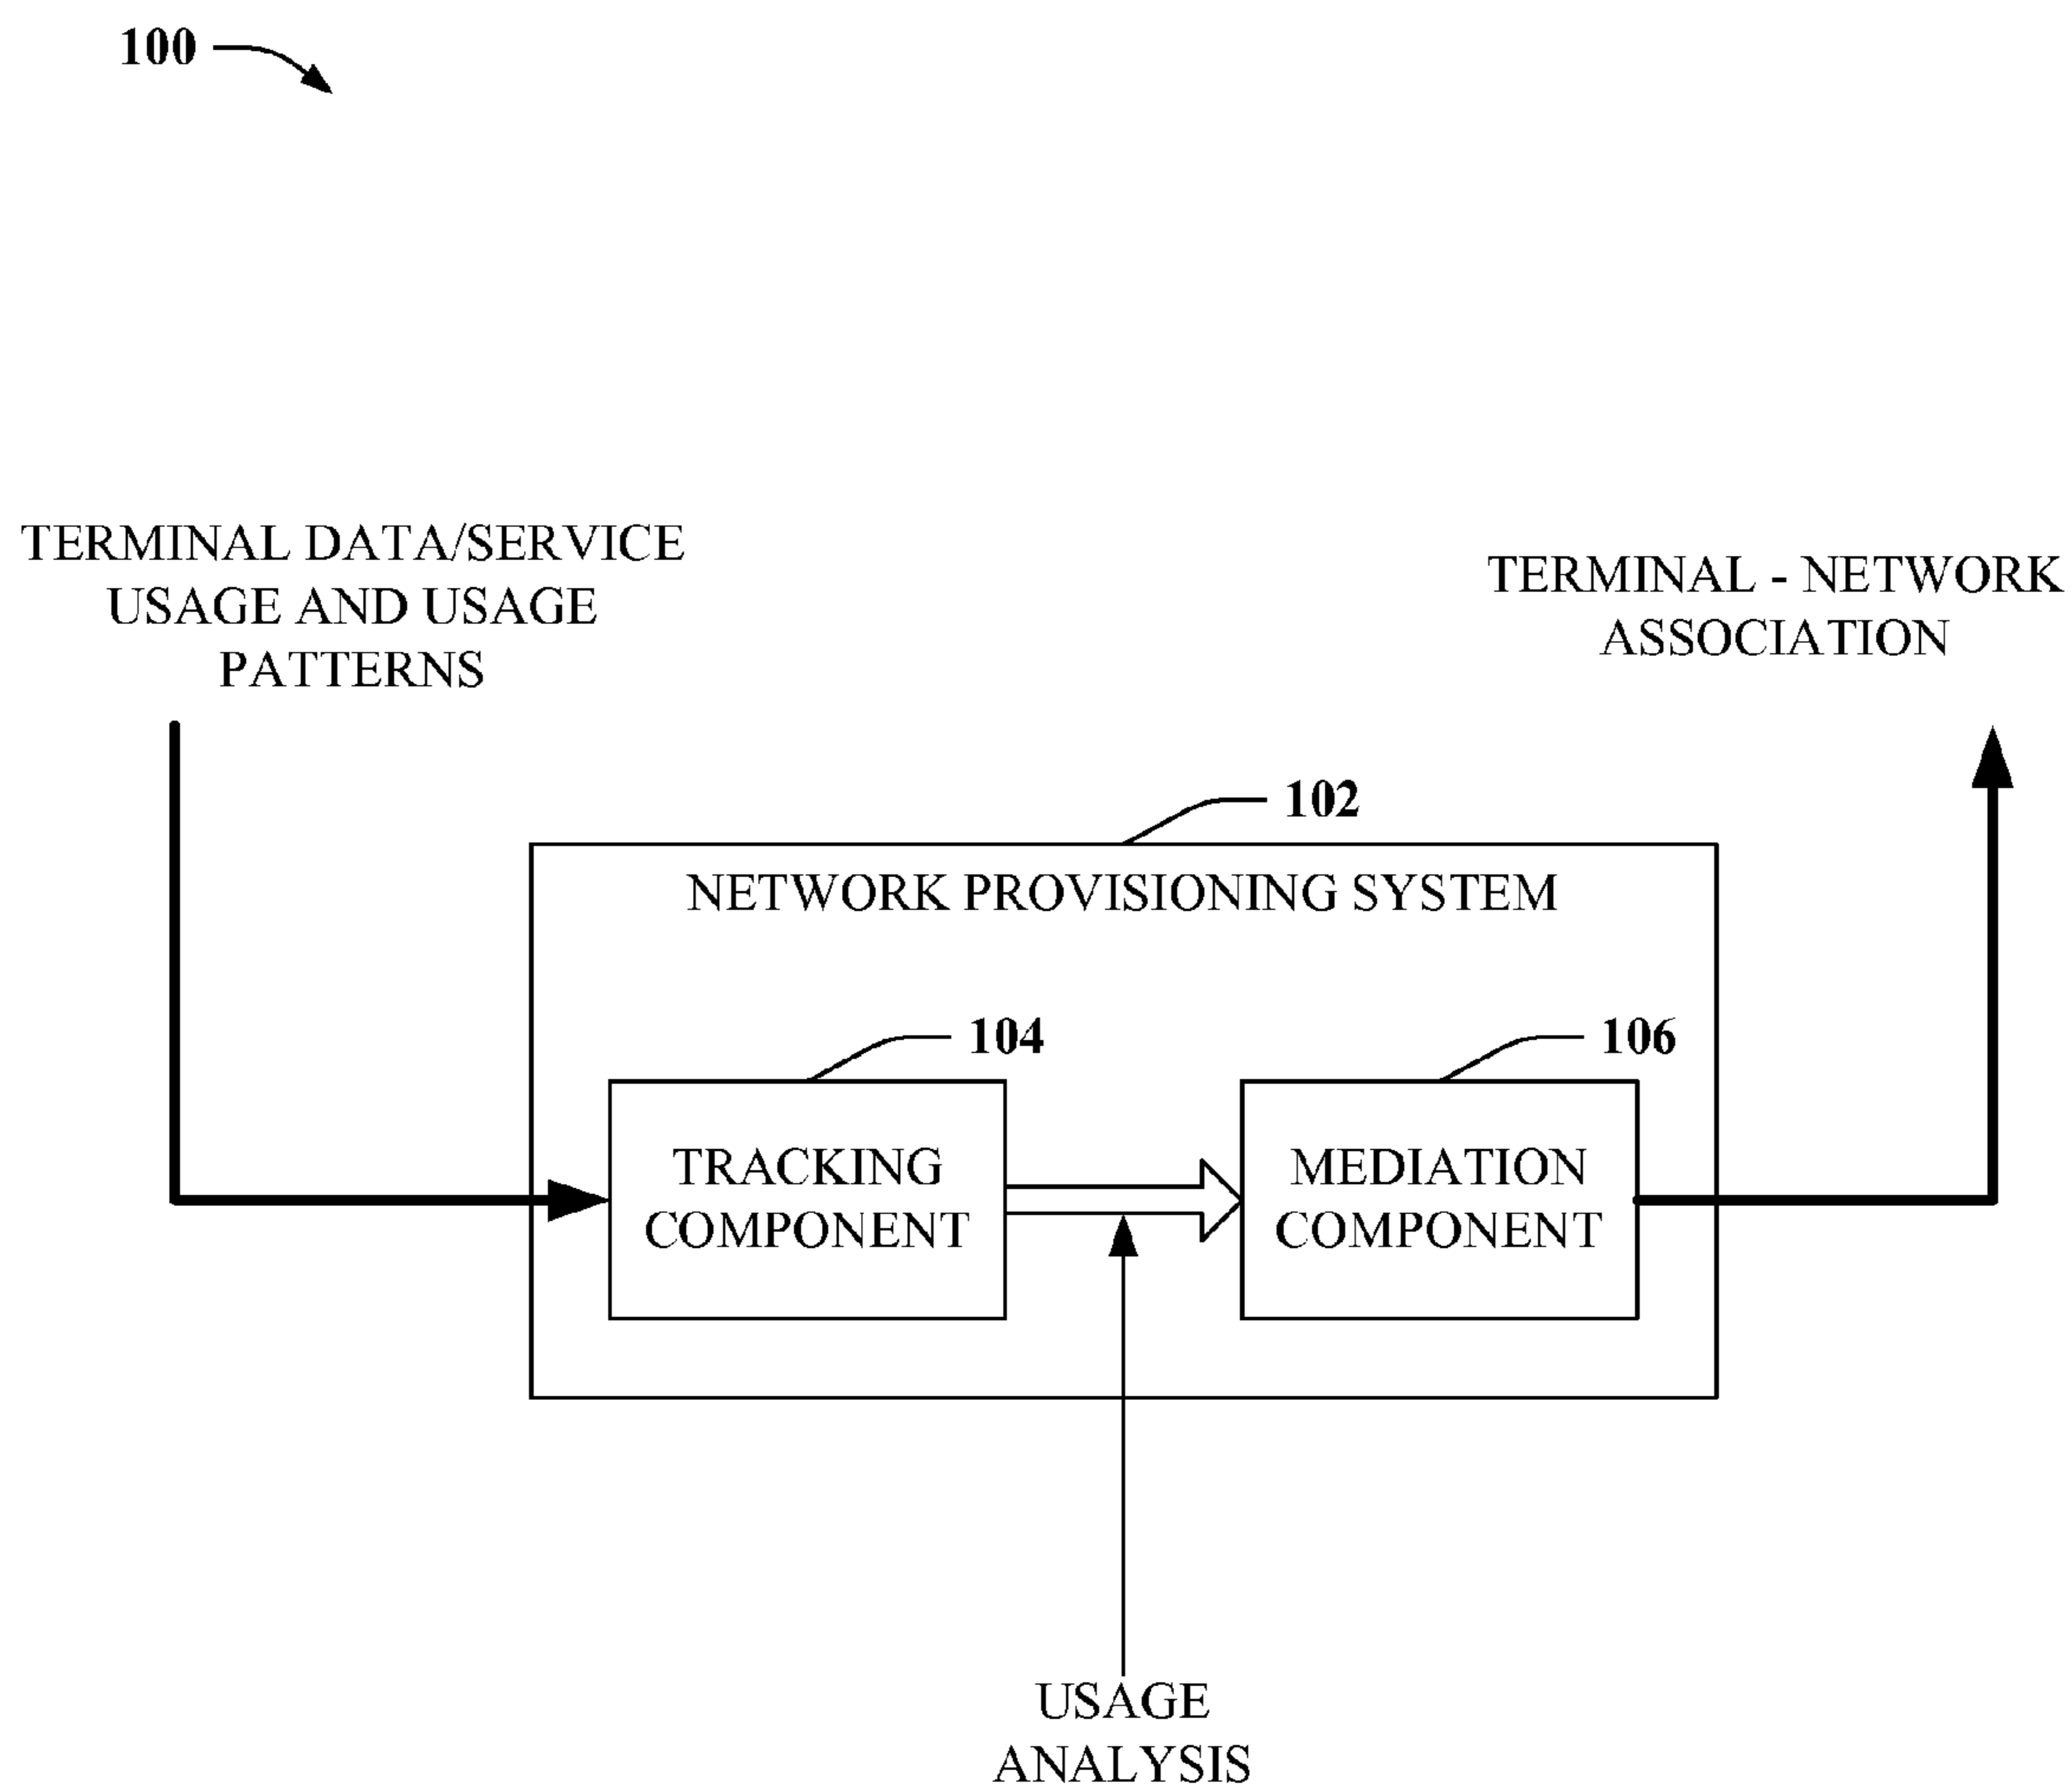 100
TERMINAL DATA/SERVICE
USAGE AND USAGE
PATTERNS
TERMINAL - NETWORK
ASSOCIATION
102
NETWORK PROVISIONING SYSTEM
104
106
TRACKING
COMPONENT
MEDIATION
COMPONENT
USAGE
ANALYSIS